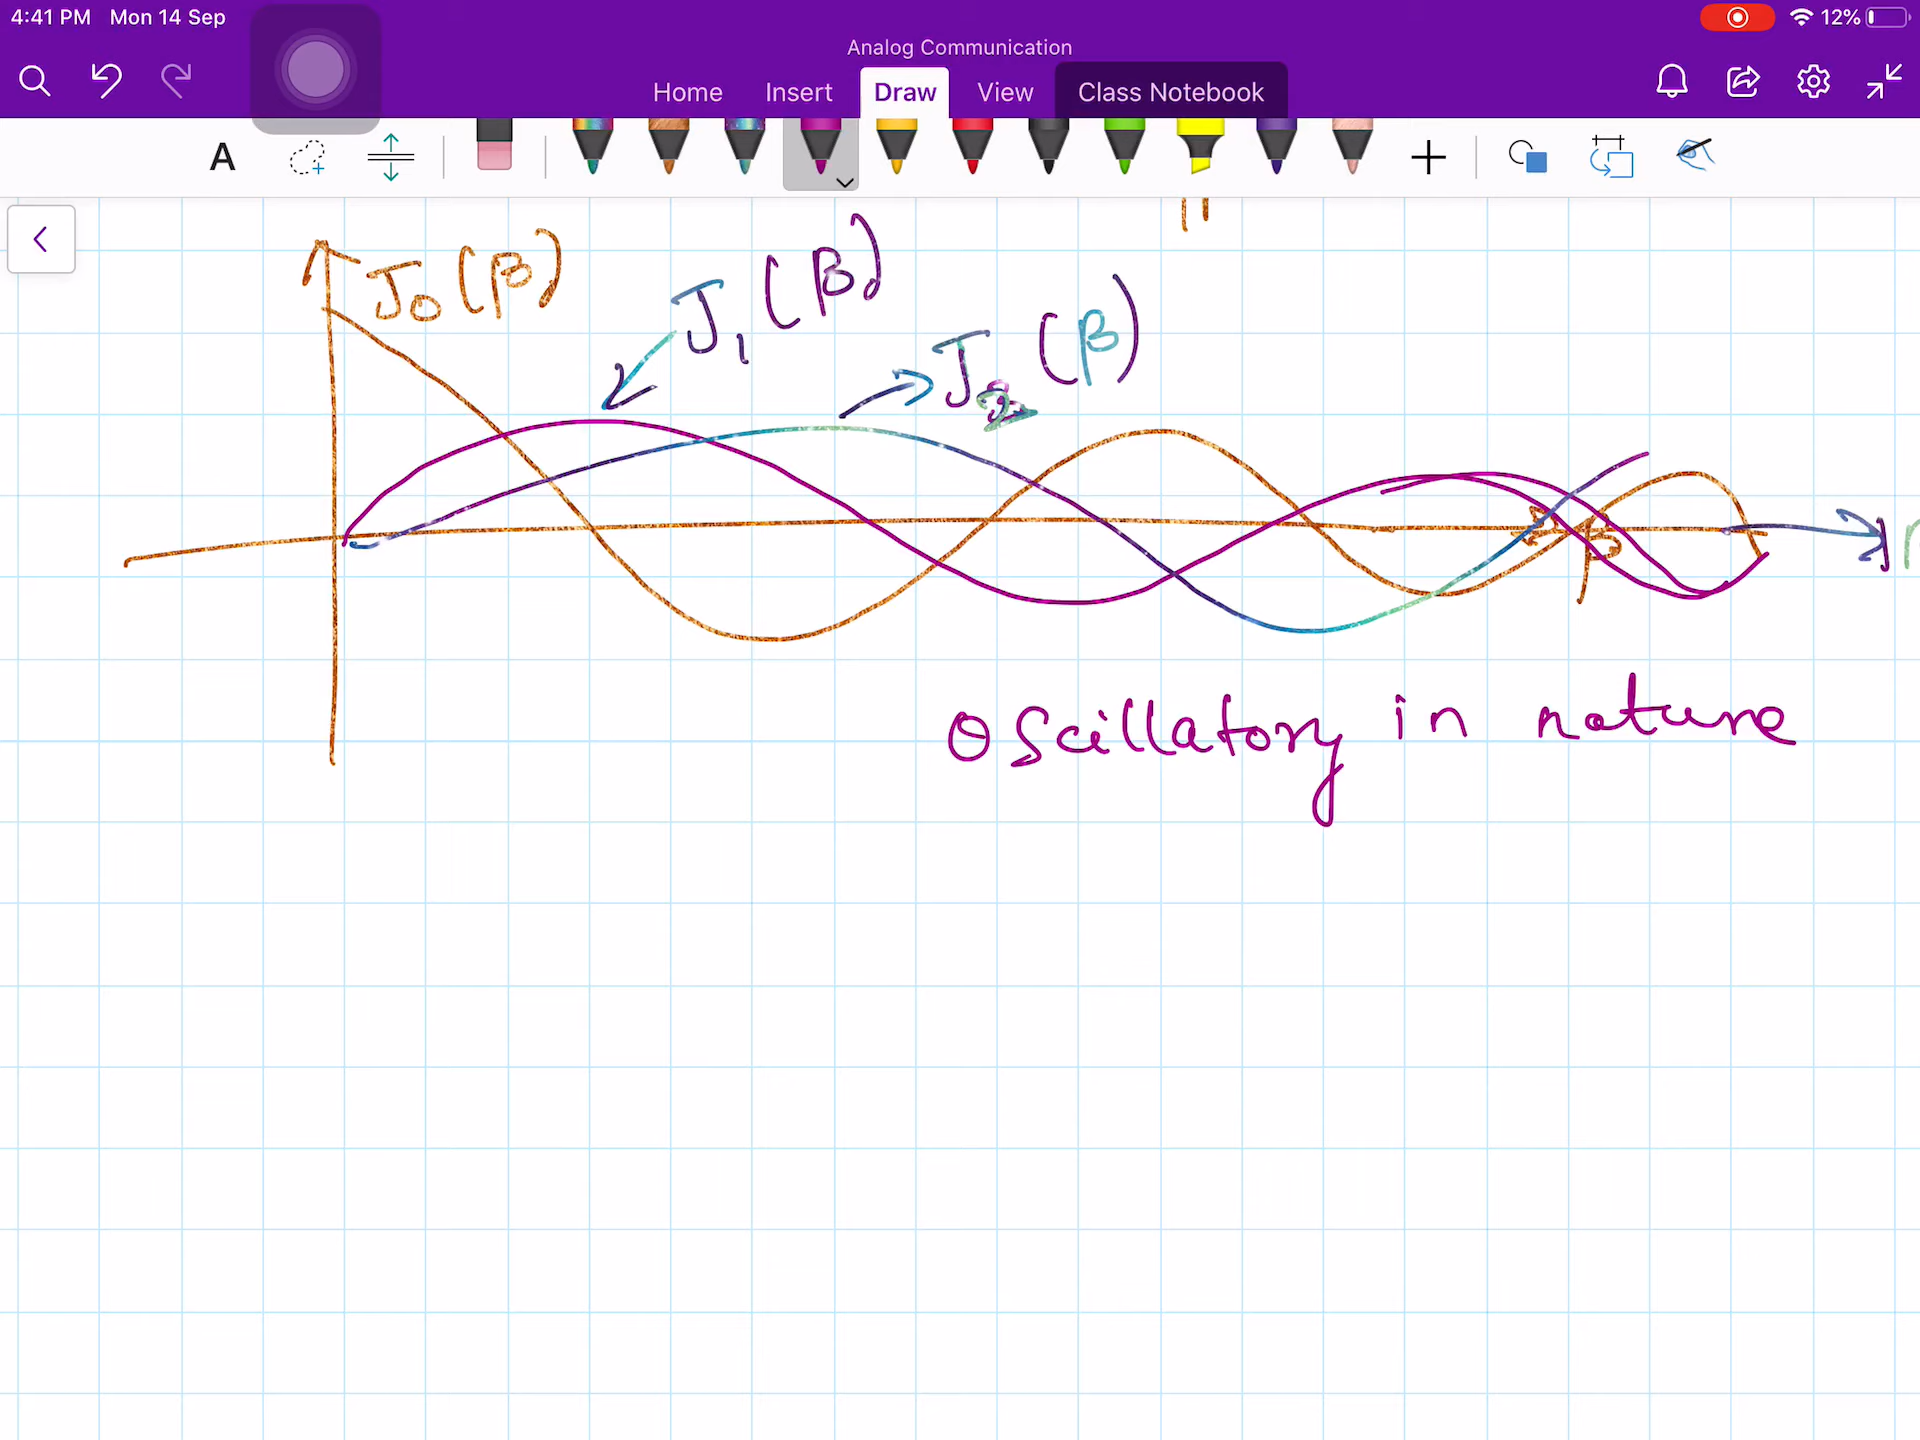 4:41 PM Mon 14 Sep
12%
Analog Communication
Home Insert Draw View Class Notebook
A
J₀(β)
J₁(β)
J₂(β)
β
Oscillatory in nature